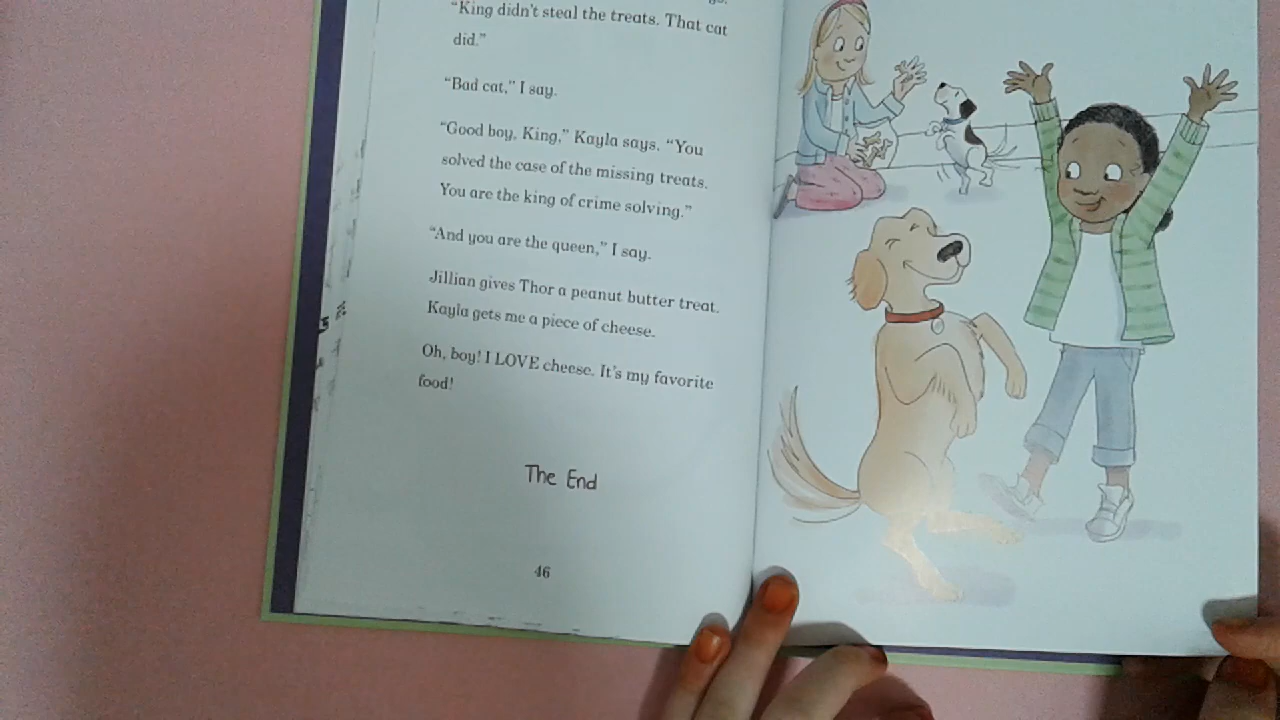 “King didn’t steal the treats. That cat
did.”
“Bad cat,” I say.
“Good boy, King,” Kayla says. “You
solved the case of the missing treats.
You are the king of crime solving.”
“And you are the queen,” I say.
Jillian gives Thor a peanut butter treat.
Kayla gets me a piece of cheese.
Oh, boy! I LOVE cheese. It’s my favorite
food!
The End
46